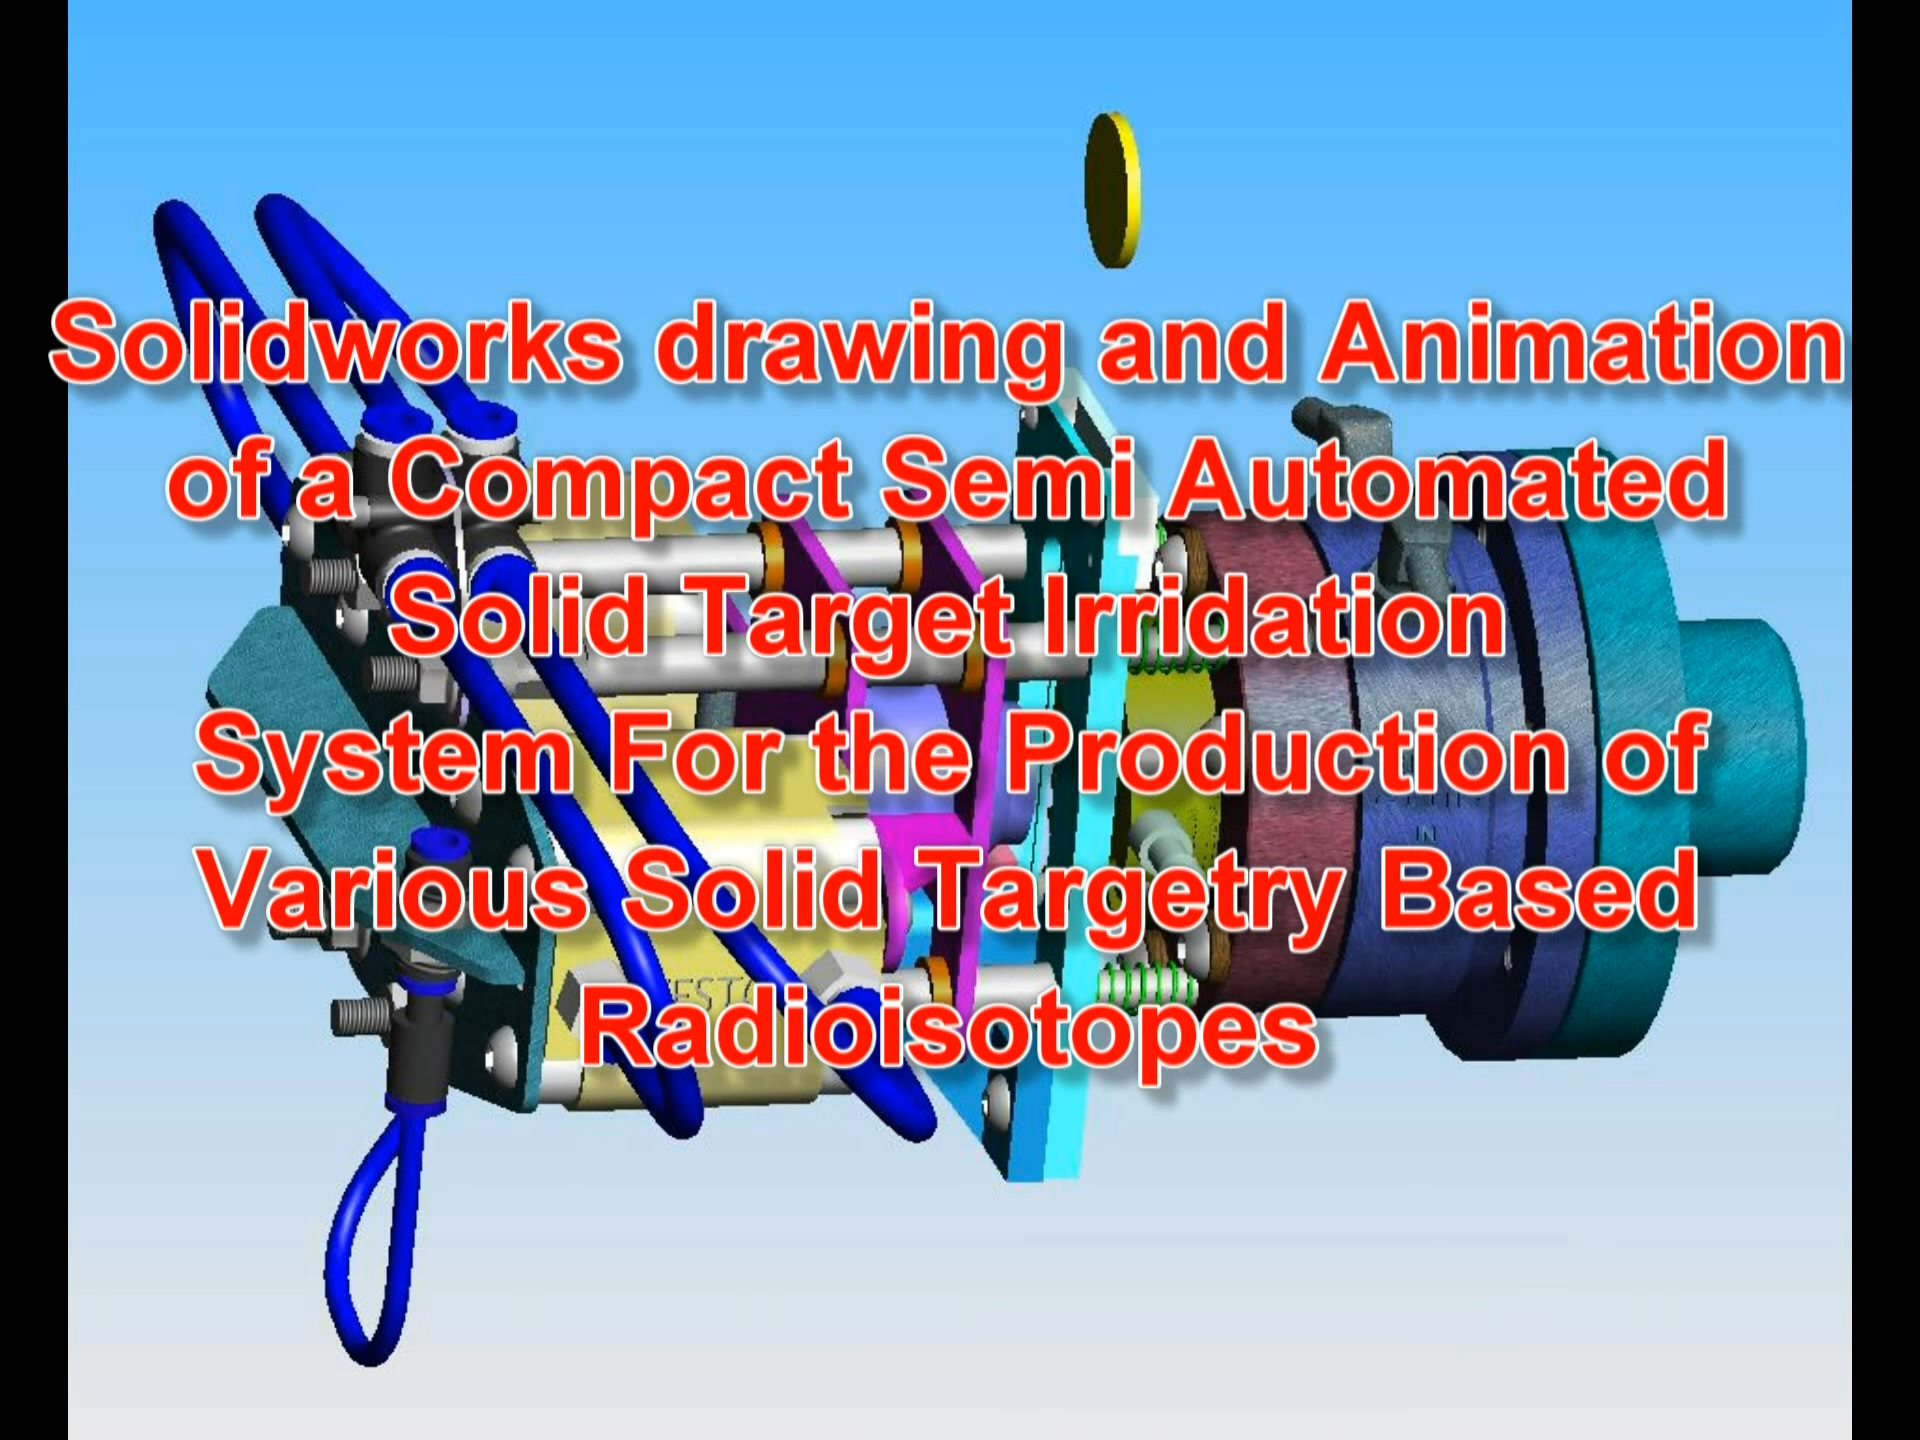 Solidworks drawing and Animation
of a Compact Semi Automated
Solid Target Irridation
System For the Production of
Various Solid Targetry Based
Radioisotopes